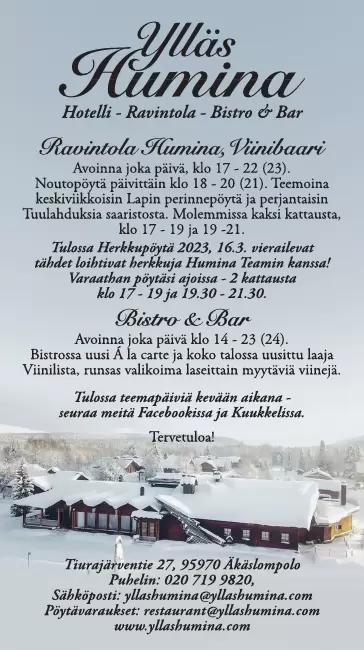 Ylläs
Humina
Hotelli - Ravintola - Bistro & Bar
Ravintola Humina, Viinibaari
Avoinna joka päivä, klo 17 - 22 (23).
Noutopöytä päivittäin klo 18 - 20 (21). Teemoina
keskiviikkoisin Lapin perinnepöytä ja perjantaisin
Tuulahduksia saaristosta. Molemmissa kaksi kattausta,
klo 17 - 19 ja 19 -21.
Tulossa Herkkupöytä 2023, 16.3. vierailevat
tähdet loihtivat herkkuja Humina Teamin kanssa!
Varaathan pöytäsi ajoissa - 2 kattausta
klo 17 - 19 ja 19.30 - 21.30.
Bistro & Bar
Avoinna joka päivä klo 14 - 23 (24).
Bistrossa uusi Á la carte ja koko talossa uusittu laaja
Viinilista, runsas valikoima laseittain myytäviä viinejä.
Tulossa teemapäiviä kevään aikana -
seuraa meitä Facebookissa ja Kuukkelissa.
Tervetuloa!
Tiurajärventie 27, 95970 Äkäslompolo
Puhelin: 020 719 9820,
Sähköposti: yllashumina@yllashumina.com
Pöytävaraukset: restaurant@yllashumina.com
www.yllashumina.com